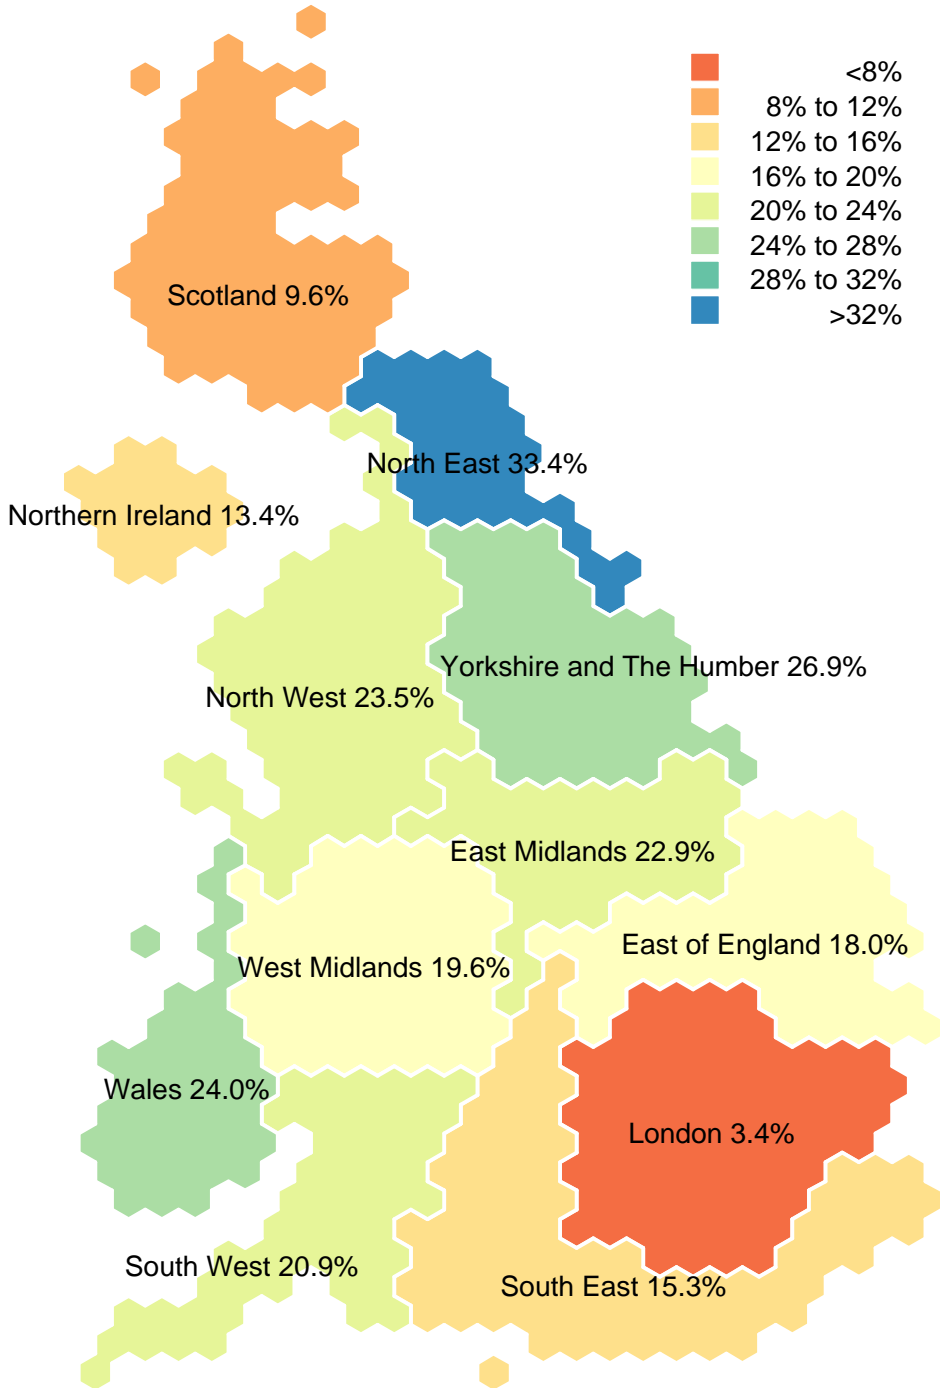 <8%
8% to 12%
12% to 16%
16% to 20%
20% to 24%
24% to 28%
28% to 32%
>32%
Scotland 9.6%
North East 33.4%
Northern Ireland 13.4%
Yorkshire and The Humber 26.9%
North West 23.5%
East Midlands 22.9%
East of England 18.0%
West Midlands 19.6%
Wales 24.0%
London 3.4%
South West 20.9%
South East 15.3%